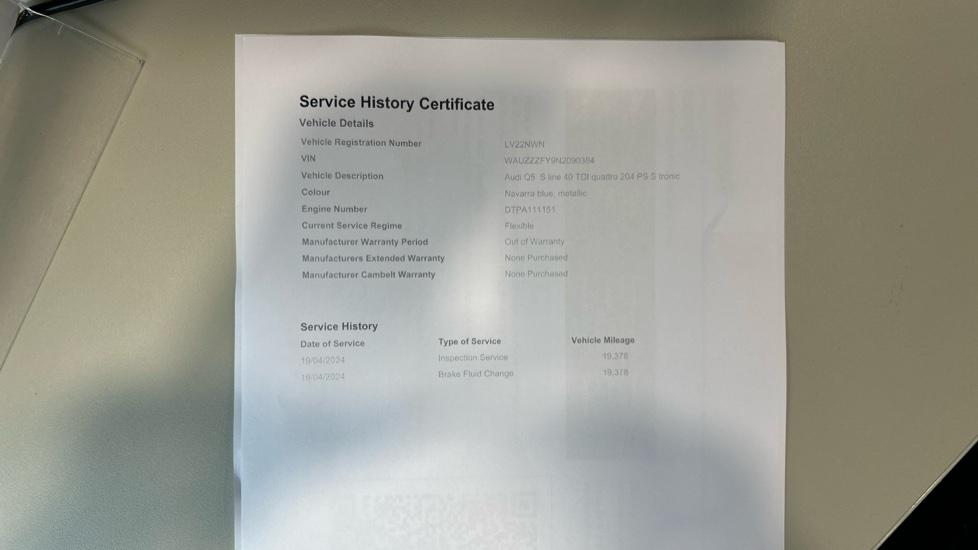 Service History Certificate
Vehicle Details
Vehicle Registration Number LV22NWN
VIN WAUZZZFY9N2090384
Vehicle Description Audi Q5 S line 40 TDI quattro 204 PS S tronic
Colour Navarra blue, metallic
Engine Number DTPA111151
Current Service Regime Flexible
Manufacturer Warranty Period Out of Warranty
Manufacturers Extended Warranty None Purchased
Manufacturer Cambelt Warranty None Purchased
Service History
Date of Service Type of Service Vehicle Mileage
19/04/2024 Inspection Service 19,378
19/04/2024 Brake Fluid Change 19,378